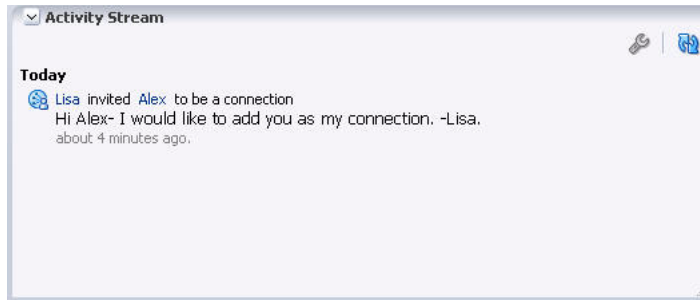 Activity Stream
Today
Lisa invited Alex to be a connection
Hi Alex- I would like to add you as my connection. -Lisa.
about 4 minutes ago.